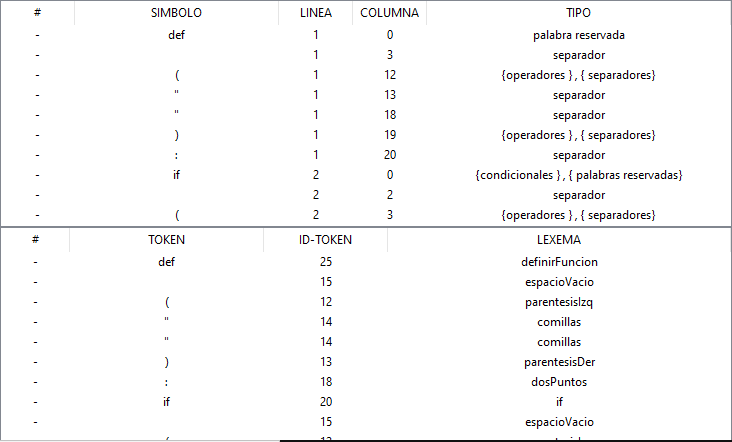 # SIMBOLO LINEA COLUMNA TIPO
- def 1 0 palabra reservada
- 1 3 separador
- ( 1 12 {operadores } , { separadores}
- " 1 13 separador
- " 1 18 separador
- ) 1 19 {operadores } , { separadores}
- : 1 20 separador
- if 2 0 {condicionales } , { palabras reservadas}
- 2 2 separador
- ( 2 3 {operadores } , { separadores}
# TOKEN ID-TOKEN LEXEMA
- def 25 definirFuncion
- 15 espacioVacio
- ( 12 parentesisIzq
- " 14 comillas
- " 14 comillas
- ) 13 parentesisDer
- : 18 dosPuntos
- if 20 if
- 15 espacioVacio